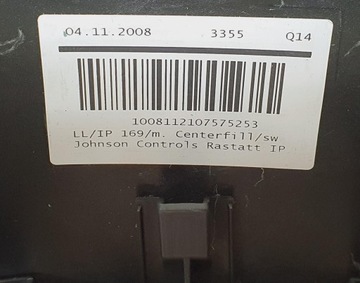 04.11.2008 3355 Q14
1008112107575253
LL/IP 169/m. Centerfill/sw
Johnson Controls Rastatt IP